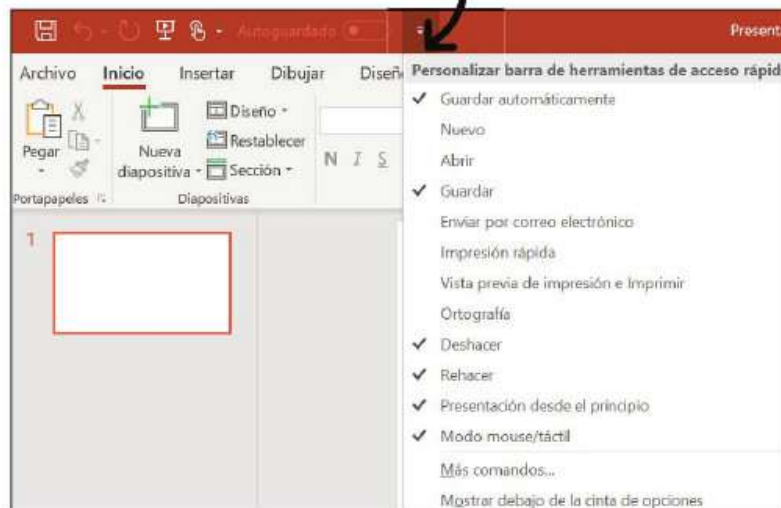 Autoguardado
Present
Archivo Inicio Insertar Dibujar Diseñ
Personalizar barra de herramientas de acceso rápid
Pegar
Nueva diapositiva
Diseño
Restablecer
Sección
N I S
Portapapeles
Diapositivas
1
Guardar automáticamente
Nuevo
Abrir
Guardar
Enviar por correo electrónico
Impresión rápida
Vista previa de impresión e Imprimir
Ortografía
Deshacer
Rehacer
Presentación desde el principio
Modo mouse/táctil
Más comandos...
Mostrar debajo de la cinta de opciones